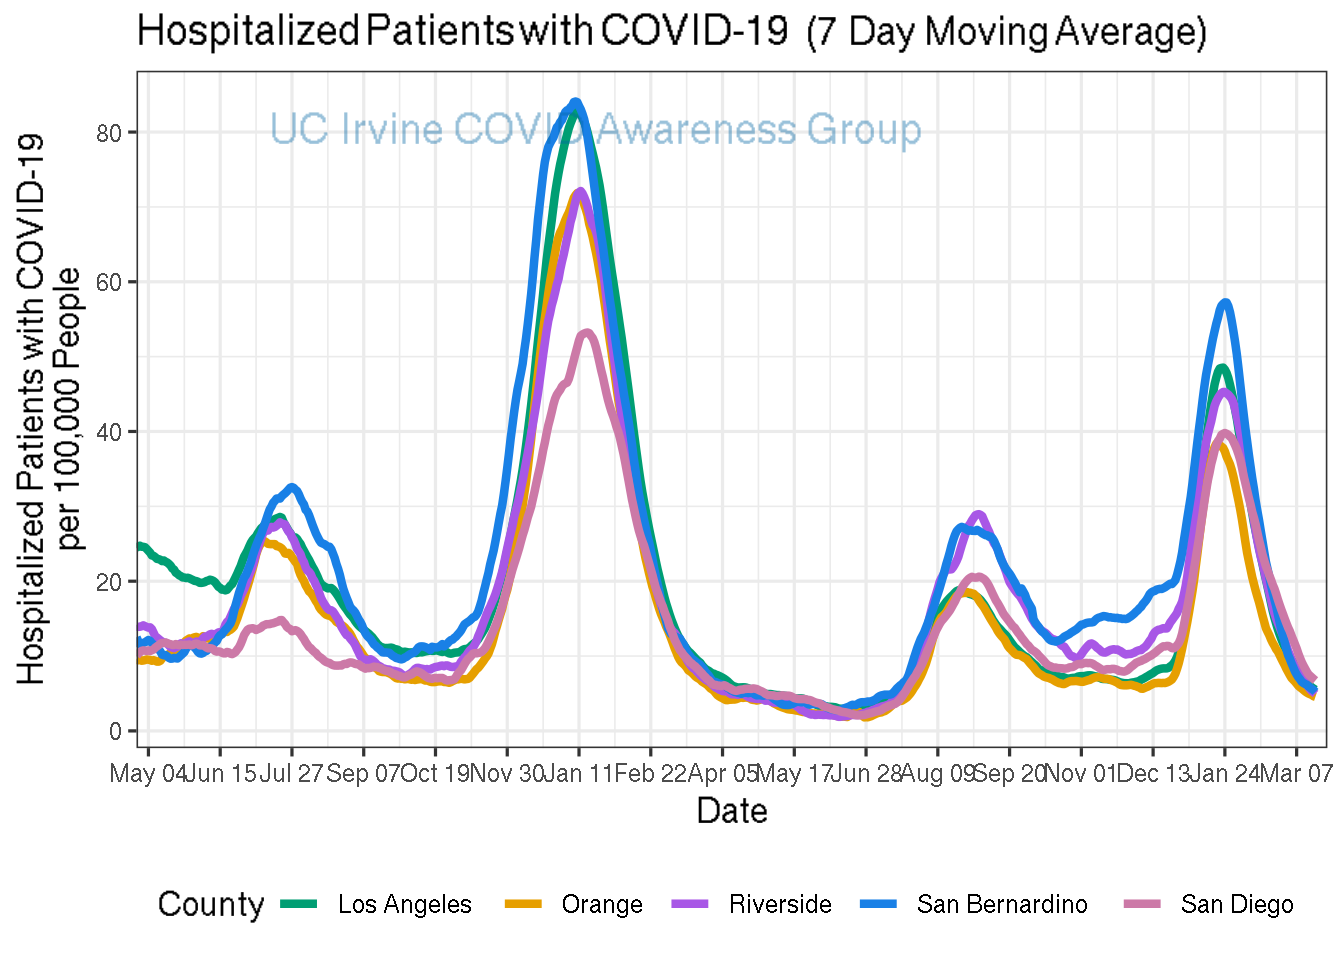 Hospitalized Patients with COVID-19 (7 Day Moving Average)
UC Irvine COVID Awareness Group
Hospitalized Patients with COVID-19
per 100,000 People
80
60
40
20
0
May 04 Jun 15 Jul 27 Sep 07 Oct 19 Nov 30 Jan 11 Feb 22 Apr 05 May 17 Jun 28 Aug 09 Sep 20 Nov 01 Dec 13 Jan 24 Mar 07
Date
County Los Angeles Orange Riverside San Bernardino San Diego